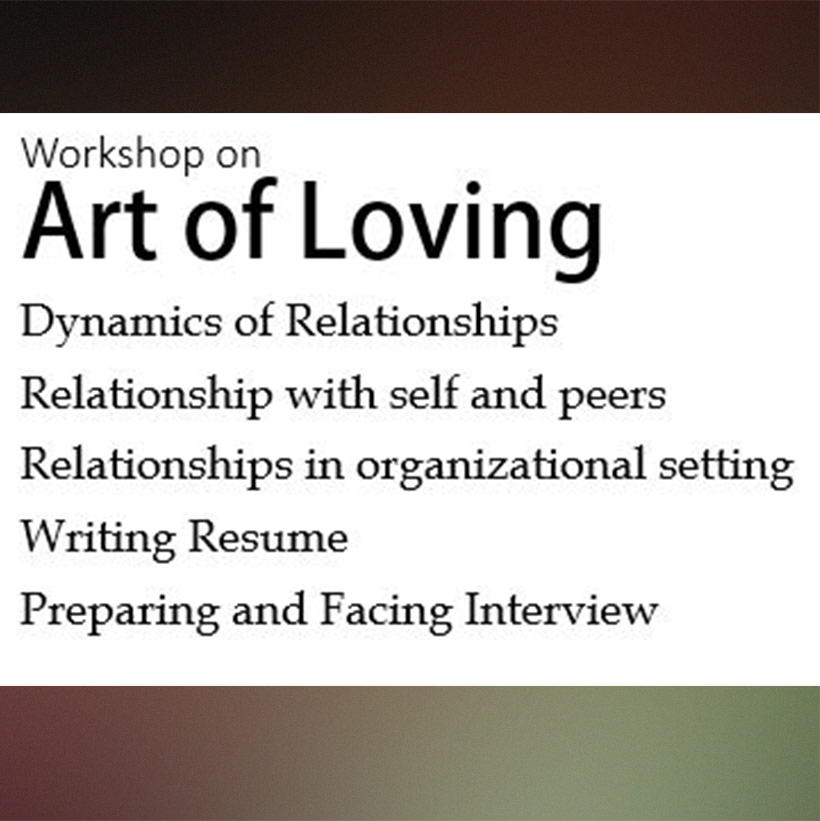 Workshop on
Art of Loving
Dynamics of Relationships
Relationship with self and peers
Relationships in organizational setting
Writing Resume
Preparing and Facing Interview